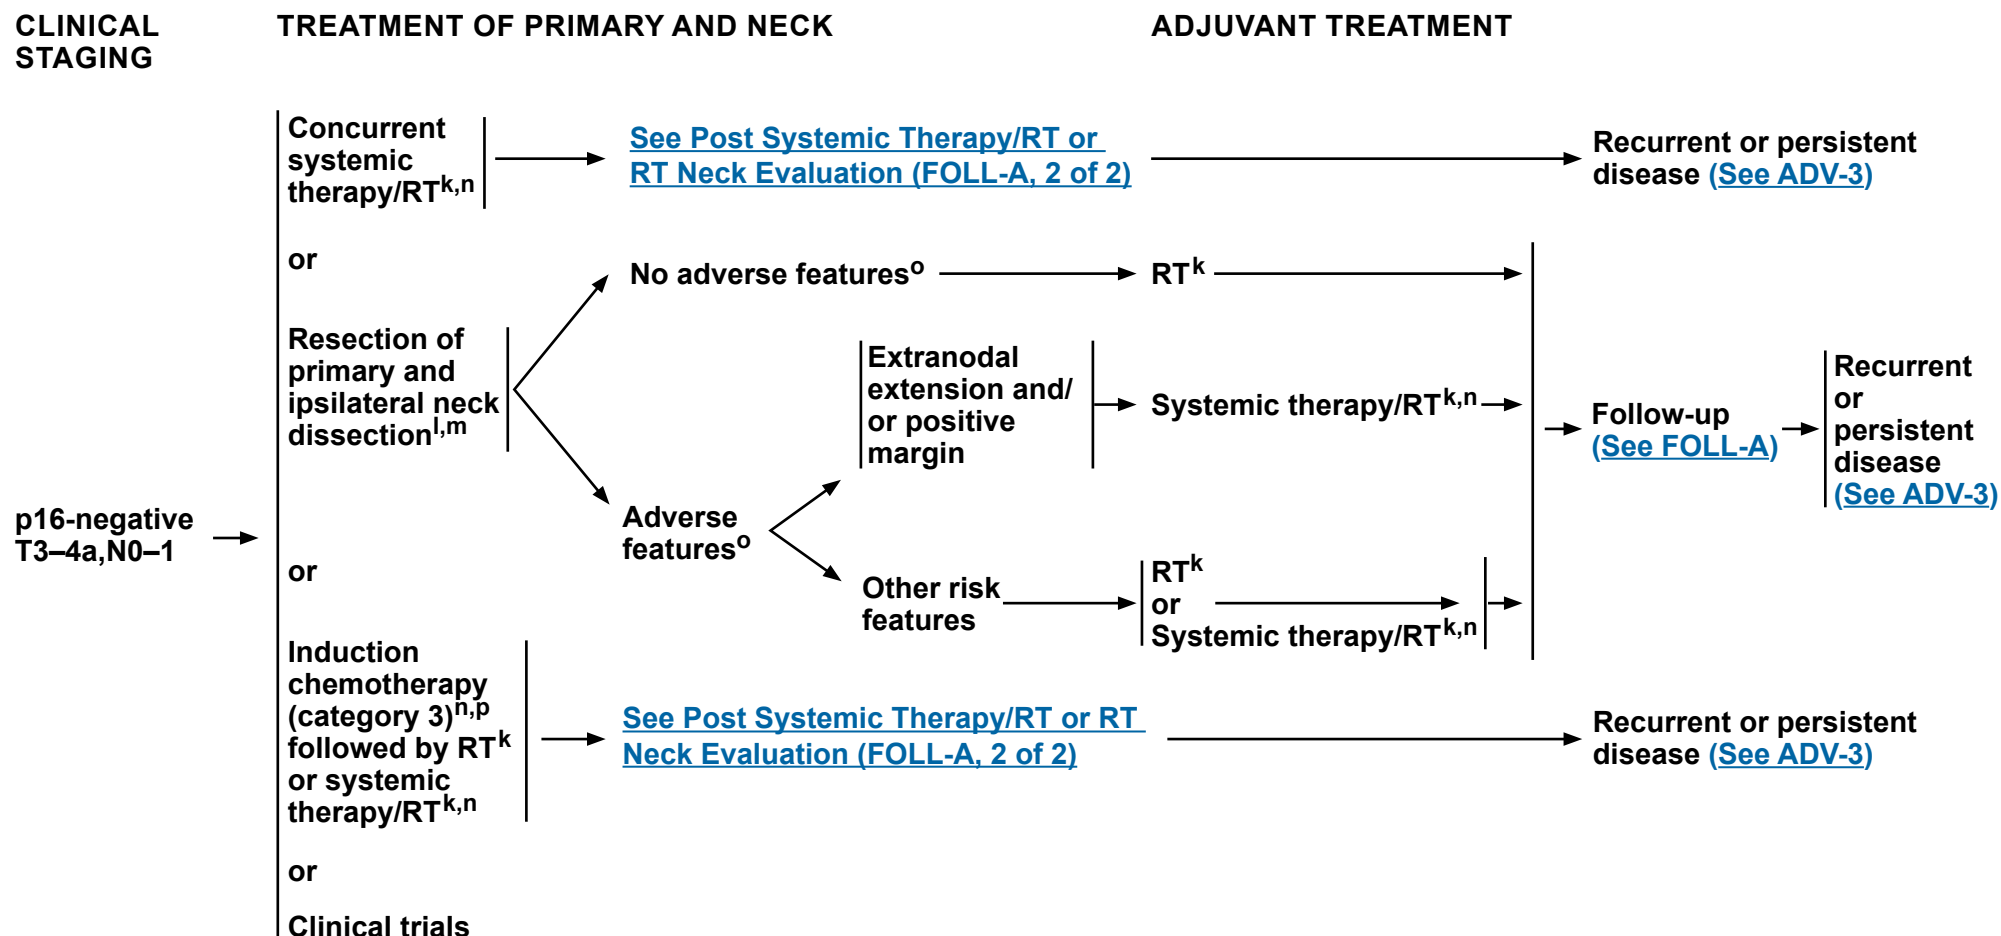 CLINICAL
STAGING
TREATMENT OF PRIMARY AND NECK
ADJUVANT TREATMENT
p16-negative
T3–4a,N0–1
Concurrent
systemic
therapy/RTk,n
See Post Systemic Therapy/RT or
RT Neck Evaluation (FOLL-A, 2 of 2)
Recurrent or persistent
disease (See ADV-3)
or
Resection of
primary and
ipsilateral neck
dissectionl,m
No adverse featureso
RTk
Adverse
featureso
Extranodal
extension and/
or positive
margin
Systemic therapy/RTk,n
Other risk
features
RTk
or
Systemic therapy/RTk,n
Follow-up
(See FOLL-A)
Recurrent
or
persistent
disease
(See ADV-3)
or
Induction
chemotherapy
(category 3)n,p
followed by RTk
or systemic
therapy/RTk,n
See Post Systemic Therapy/RT or RT
Neck Evaluation (FOLL-A, 2 of 2)
Recurrent or persistent
disease (See ADV-3)
or
Clinical trials